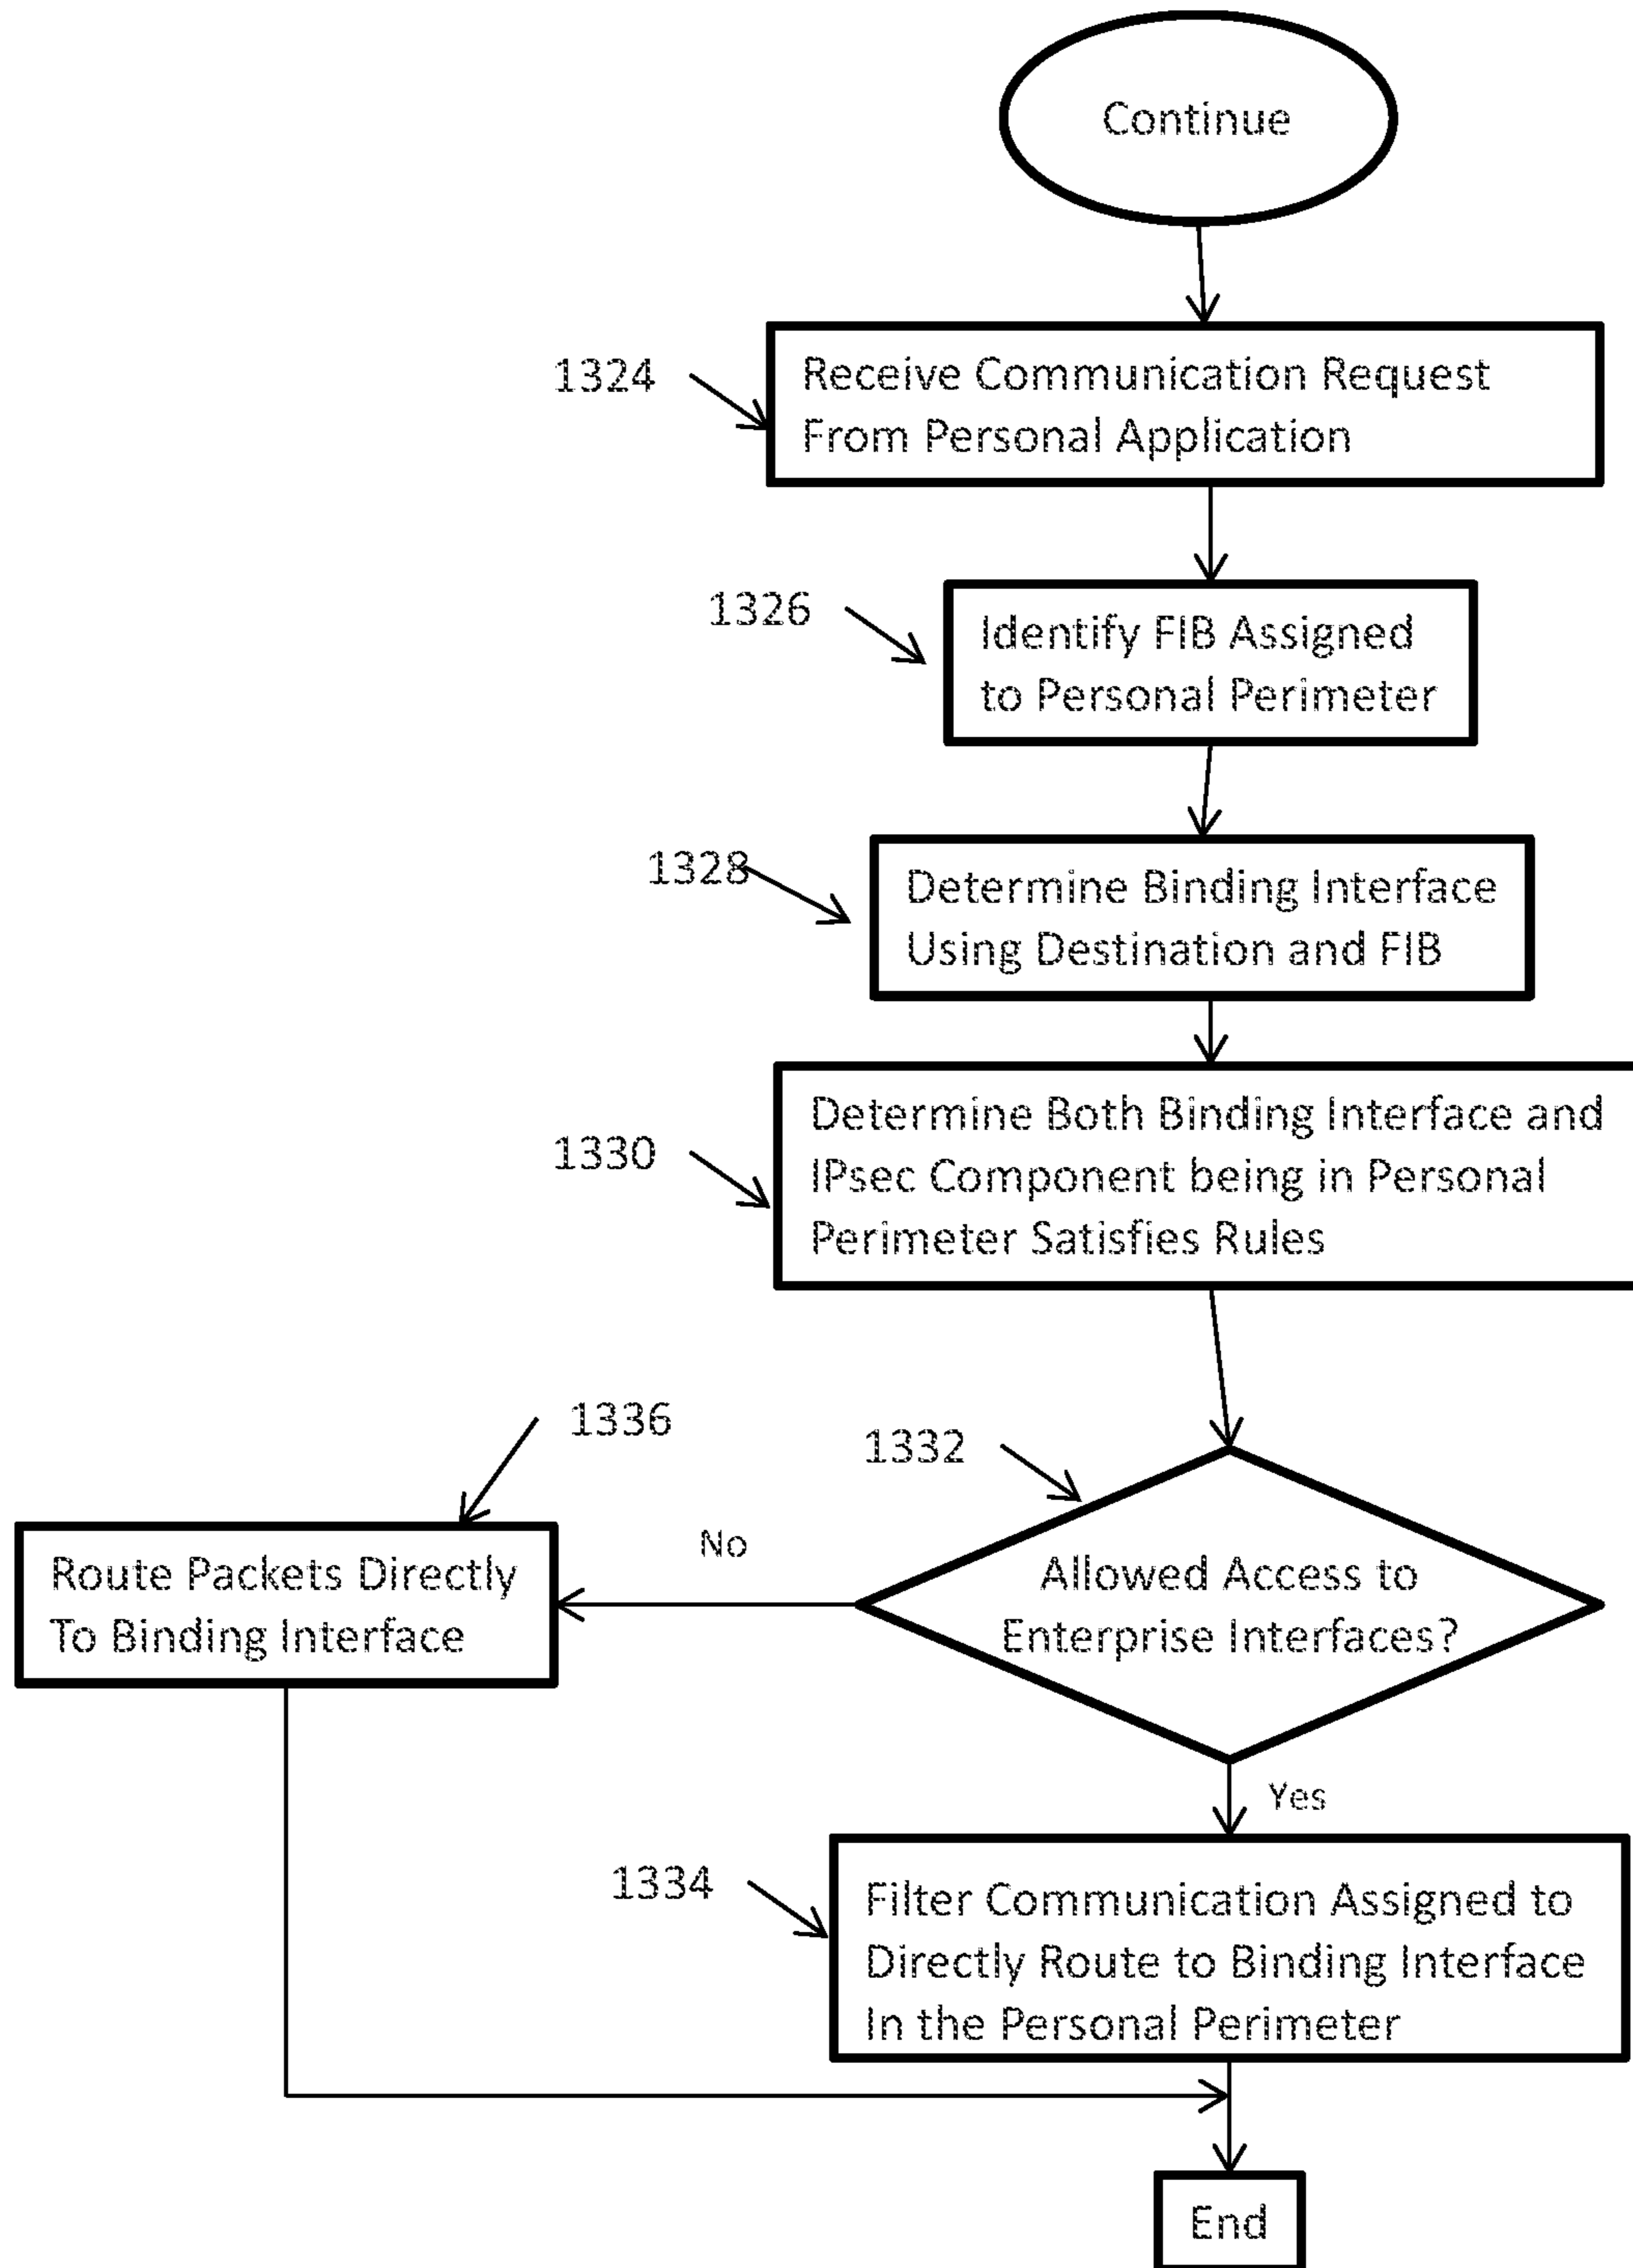 Continue
1324
Receive Communication Request
From Personal Application
1326
Identify FIB Assigned
to Personal Perimeter
1328
Determine Binding Interface
Using Destination and FIB
1330
Determine Both Binding Interface and
IPsec Component being in Personal
Perimeter Satisfies Rules
1336
1332
Route Packets Directly
To Binding Interface
No
Allowed Access to
Enterprise Interfaces?
Yes
1334
Filter Communication Assigned to
Directly Route to Binding Interface
In the Personal Perimeter
End